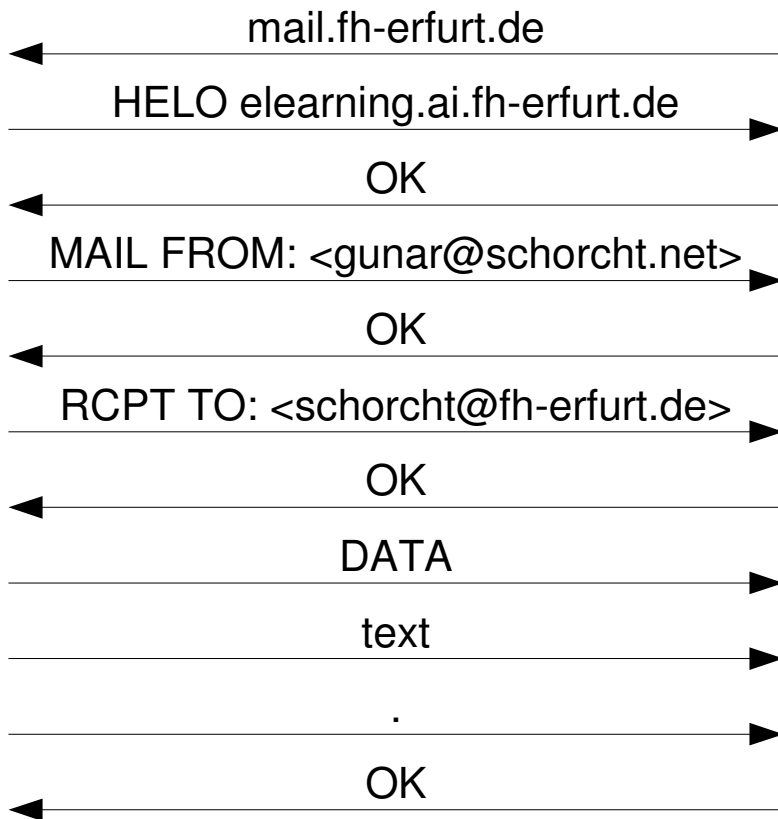 mail.fh-erfurt.de
HELO elearning.ai.fh-erfurt.de
OK
MAIL FROM: <gunar@schorcht.net>
OK
RCPT TO: <schorcht@fh-erfurt.de>
OK
DATA
text
.
OK